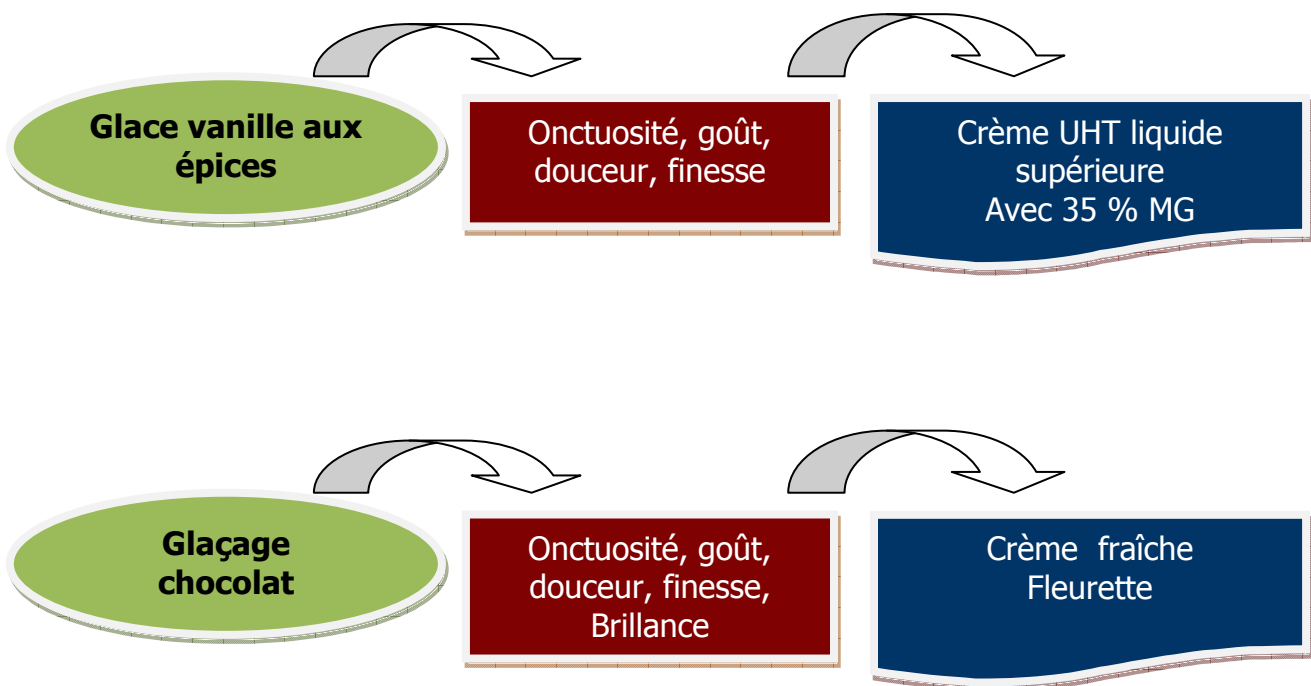 Glace vanille aux
épices
Onctuosité, goût,
douceur, finesse
Crème UHT liquide
supérieure
Avec 35 % MG
Glaçage
chocolat
Onctuosité, goût,
douceur, finesse,
Brillance
Crème fraîche
Fleurette